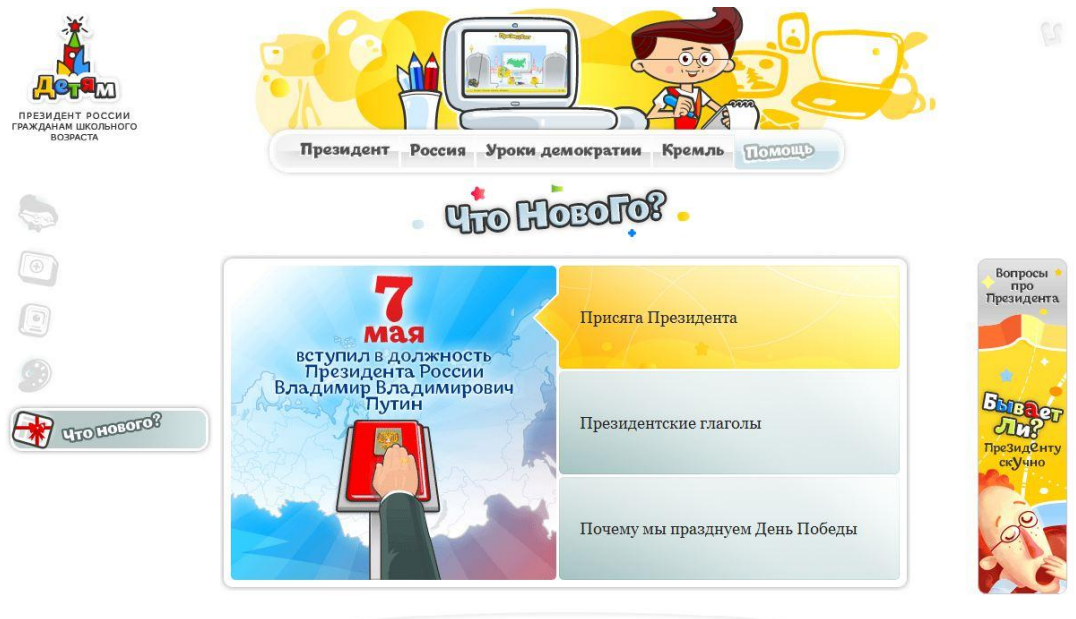 Детям
ПРЕЗИДЕНТ РОССИИ
ГРАЖДАНАМ ШКОЛЬНОГО
ВОЗРАСТА
Президент
Россия
Уроки демократии
Кремль
Помощь
Что Нового?
Что нового?
7
мая
вступил в должность
Президента России
Владимир Владимирович
Путин
Присяга Президента
Президентские глаголы
Почему мы празднуем День Победы
Вопросы
про
Президента
Бывает
Ли?
Президенту
скучно